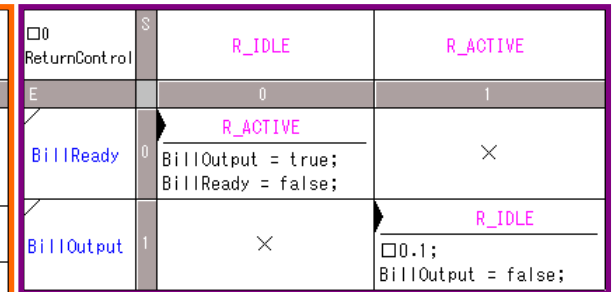 □0
ReturnControl
S
R_IDLE
R_ACTIVE
E
0
1
BillReady
0
R_ACTIVE
BillOutput = true;
BillReady = false;
×
BillOutput
1
×
R_IDLE
□0.1;
BillOutput = false;